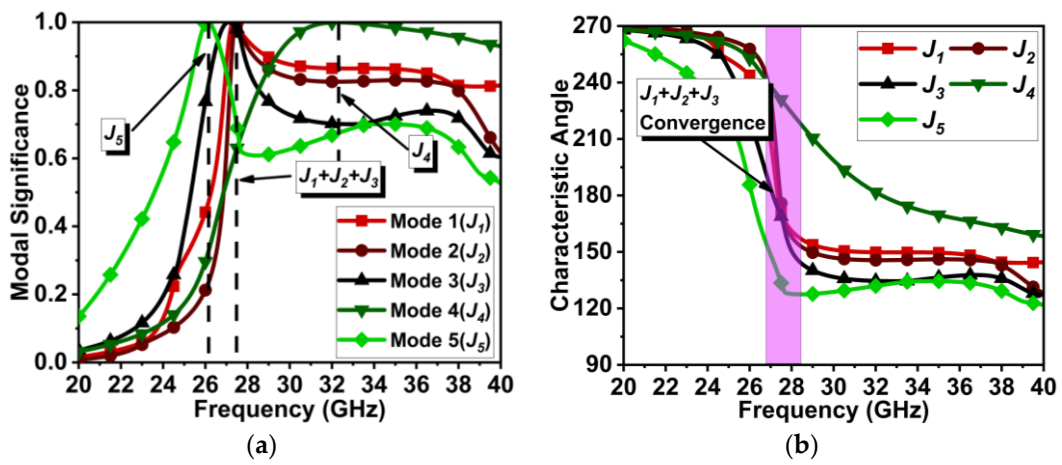 1.0
0.8
0.6
0.4
0.2
0.0
Modal Significance
J5
J4
J1+J2+J3
Mode 1(J1)
Mode 2(J2)
Mode 3(J3)
Mode 4(J4)
Mode 5(J5)
20 22 24 26 28 30 32 34 36 38 40
Frequency (GHz)
(a)
270
240
210
180
150
120
90
Characteristic Angle
J1 J2
J3 J4
J5
J1+J2+J3
Convergence
20 22 24 26 28 30 32 34 36 38 40
Frequency (GHz)
(b)